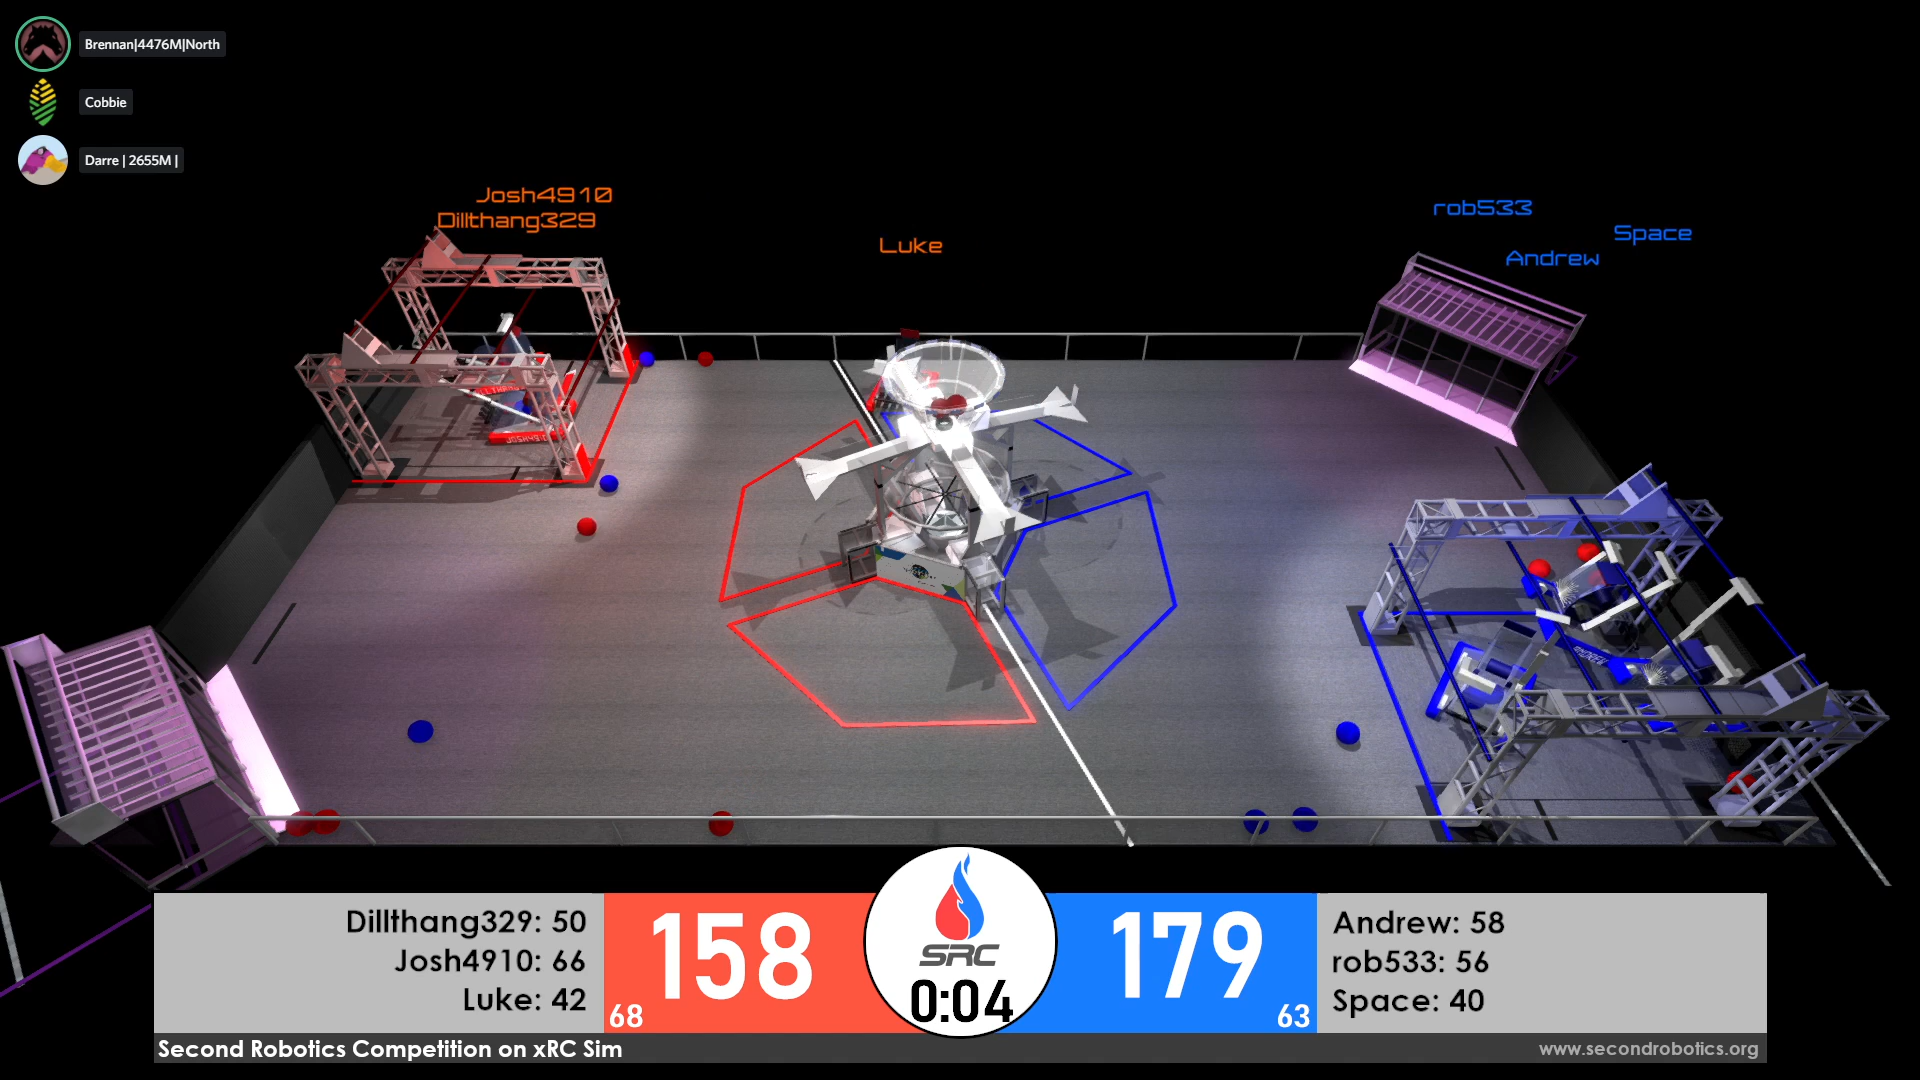 Brennan|4476M|North
Cobbie
Darre | 2655M |
Josh4910
Dillthang329
Luke
rob533
Space
Andrew
Dillthang329: 50
Josh4910: 66
Luke: 42
158
68
SRC
0:04
179
63
Andrew: 58
rob533: 56
Space: 40
Second Robotics Competition on xRC Sim
www.secondrobotics.org